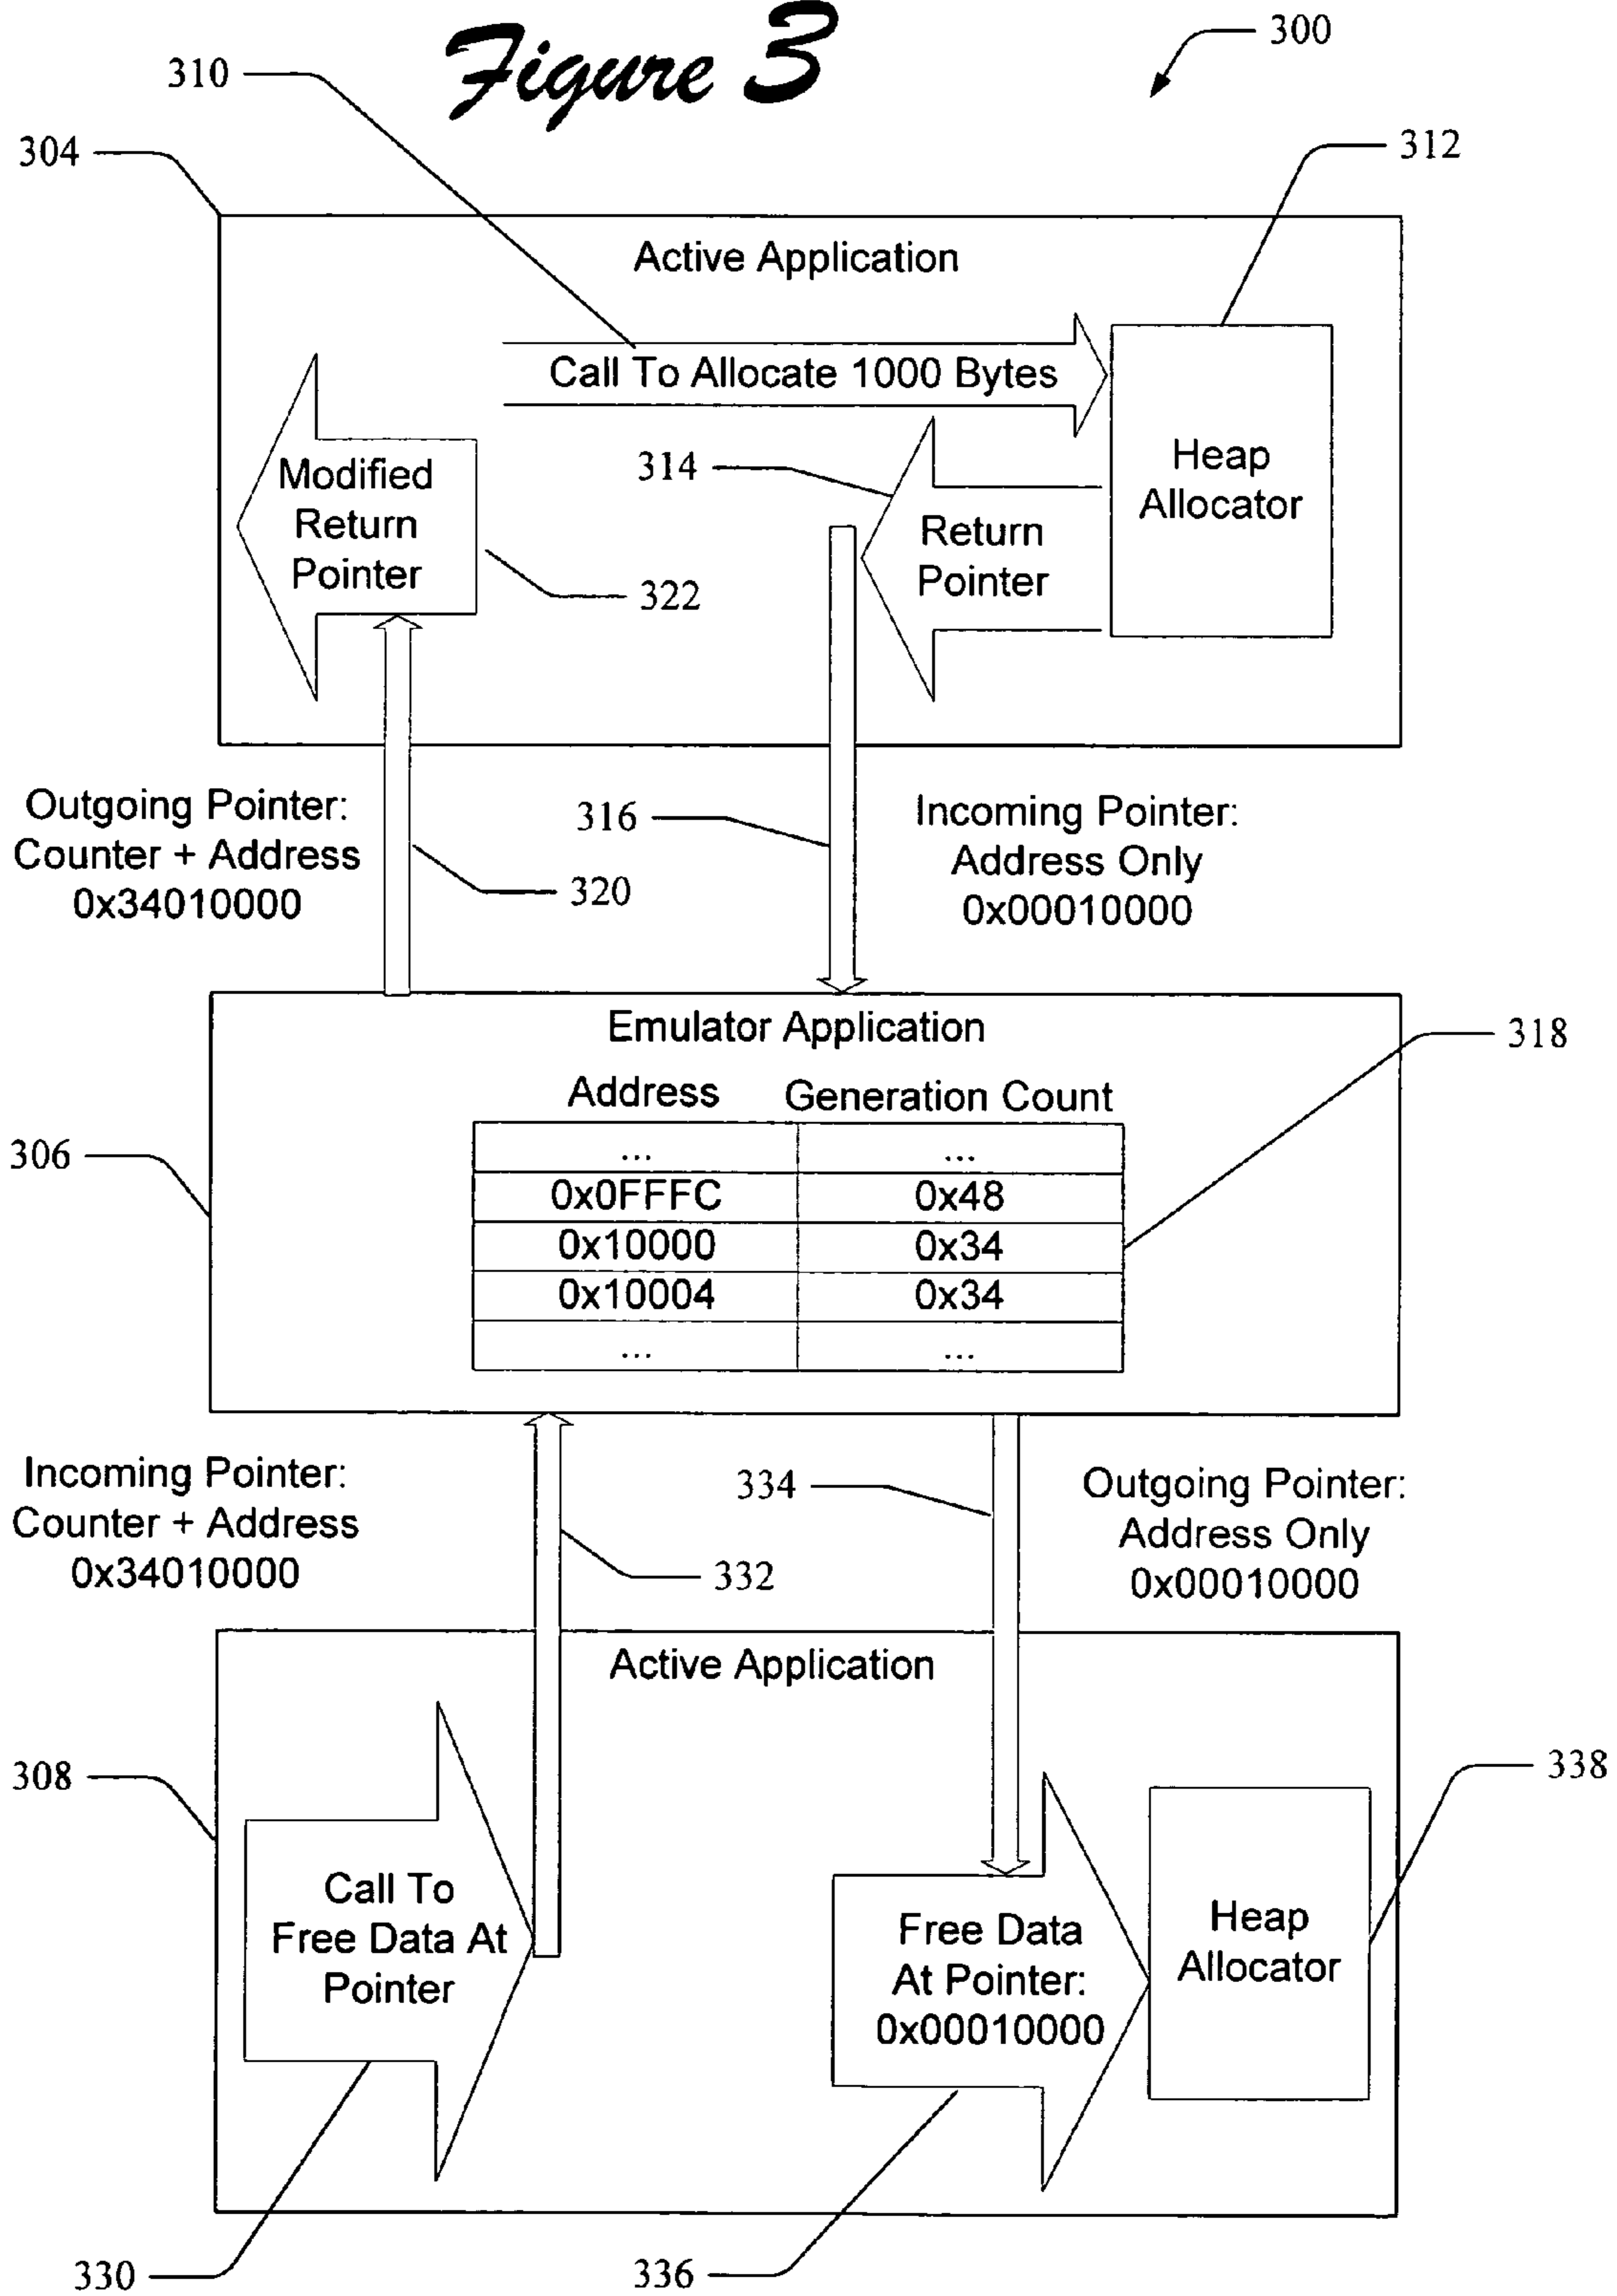 Figure 3
300
310
304
312
Active Application
Call To Allocate 1000 Bytes
Heap
Allocator
314
Modified
Return
Pointer
Return
Pointer
322
Outgoing Pointer:
Counter + Address
0x34010000
316
Incoming Pointer:
Address Only
0x00010000
320
Emulator Application
318
Address Generation Count
... ...
306
0x0FFFC 0x48
0x10000 0x34
0x10004 0x34
... ...
Incoming Pointer:
Counter + Address
0x34010000
334
Outgoing Pointer:
Address Only
0x00010000
332
Active Application
308
338
Call To
Free Data At
Pointer
Free Data
At Pointer:
0x00010000
Heap
Allocator
330
336